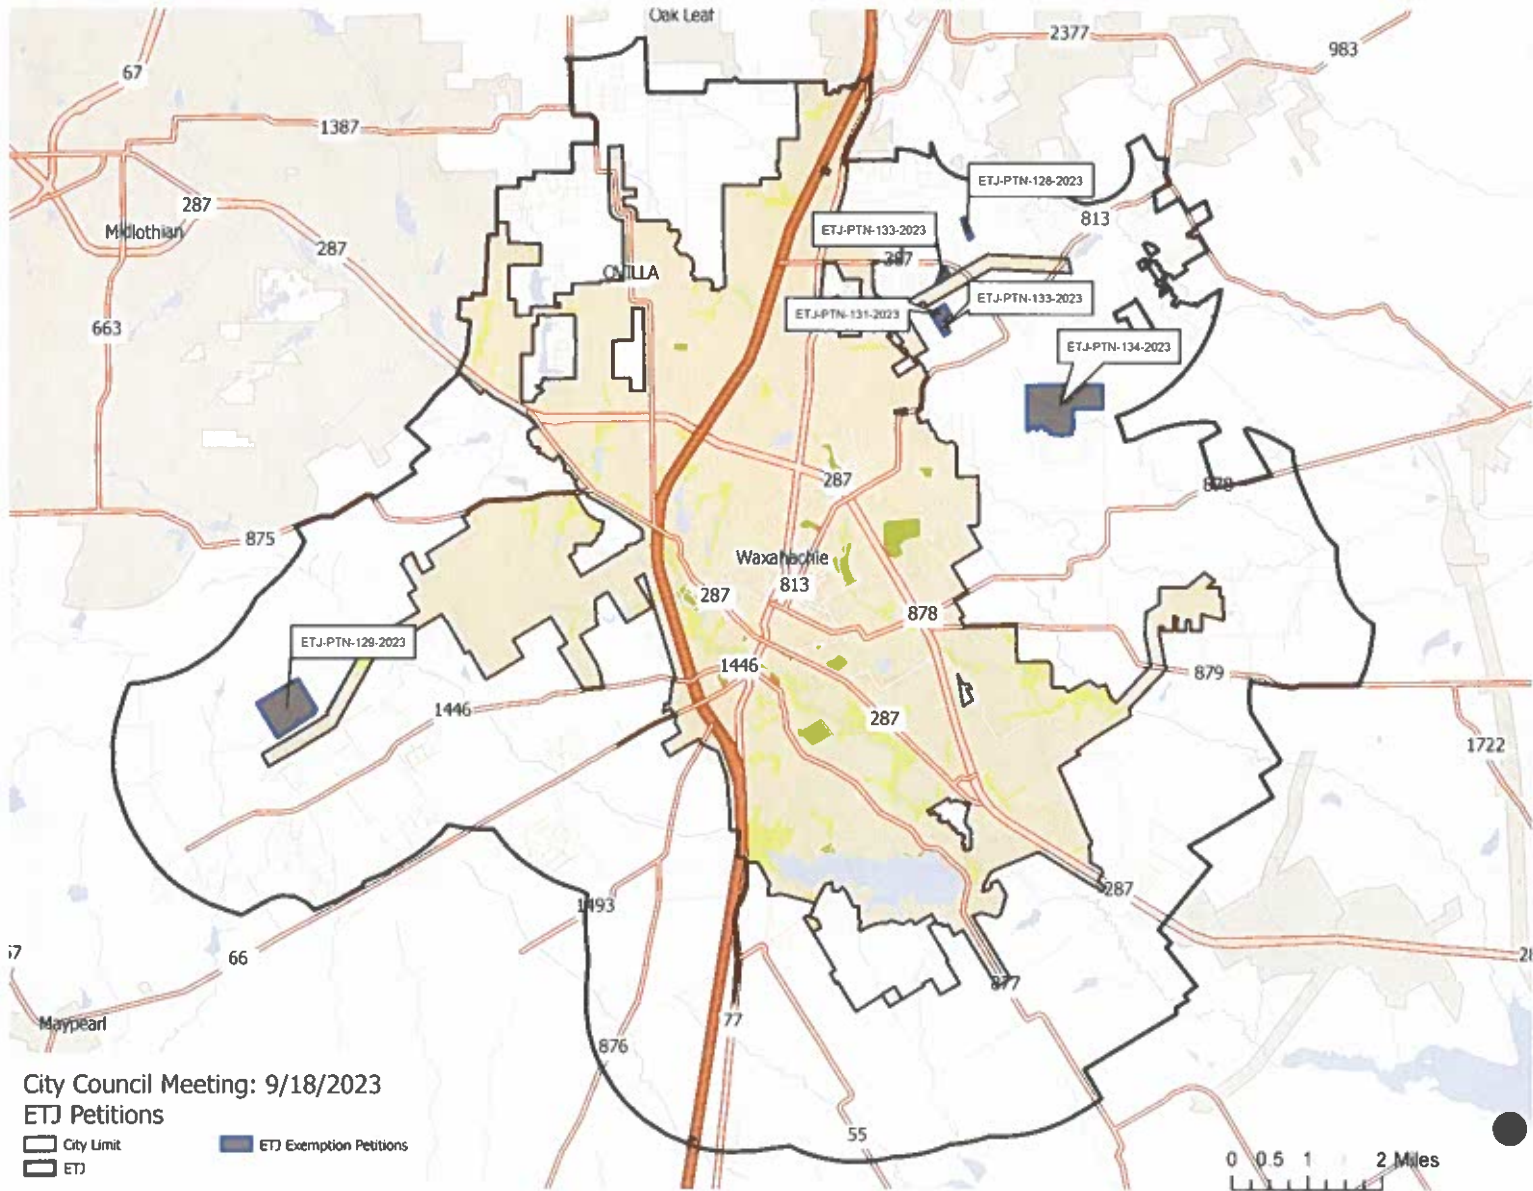 Oak Leaf
2377
983
67
1387
ETJ-PTN-128-2023
287
Midlothian
813
ETJ-PTN-133-2023
287
387
OVILLA
ETJ-PTN-133-2023
ETJ-PTN-131-2023
663
ETJ-PTN-134-2023
287
878
875
Waxahachie
813
287
878
ETJ-PTN-129-2023
1446
879
1446
287
1722
287
1493
66
877
Maypearl
77
876
City Council Meeting: 9/18/2023
ETJ Petitions
City Limit
ETJ Exemption Petitions
ETJ
55
0 0.5 1 2 Miles